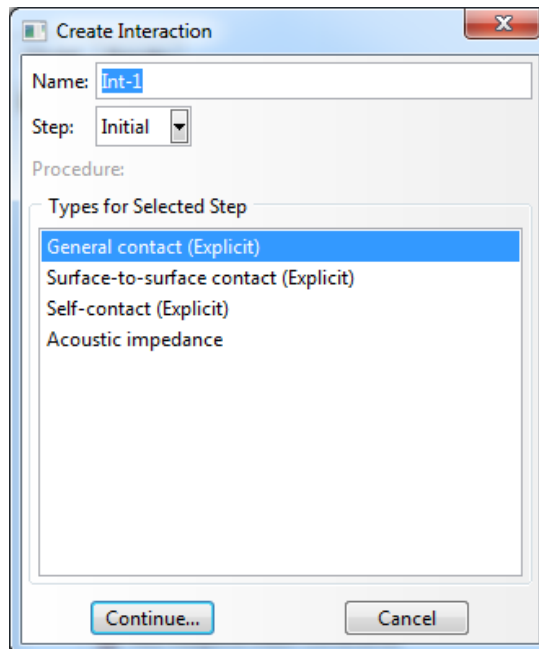 Create Interaction
Name: Int-1
Step: Initial
Procedure:
Types for Selected Step
General contact (Explicit)
Surface-to-surface contact (Explicit)
Self-contact (Explicit)
Acoustic impedance
Continue... Cancel